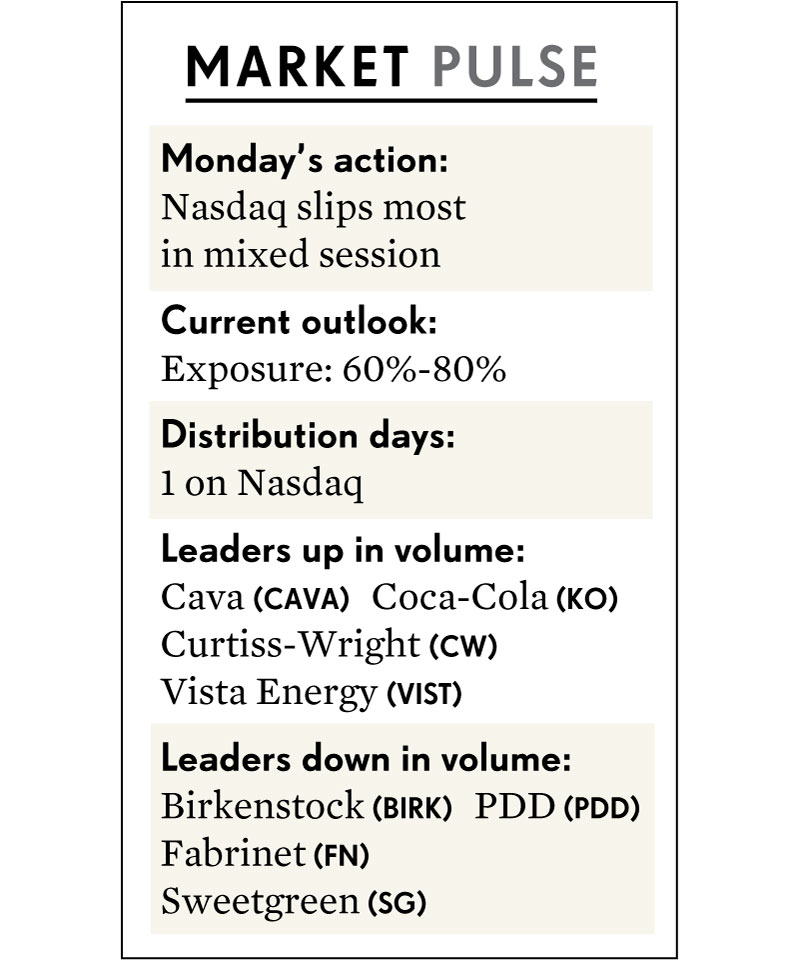 MARKET PULSE
Monday’s action:
Nasdaq slips most
in mixed session
Current outlook:
Exposure: 60%-80%
Distribution days:
1 on Nasdaq
Leaders up in volume:
Cava (CAVA) Coca-Cola (KO)
Curtiss-Wright (CW)
Vista Energy (VIST)
Leaders down in volume:
Birkenstock (BIRK) PDD (PDD)
Fabrinet (FN)
Sweetgreen (SG)